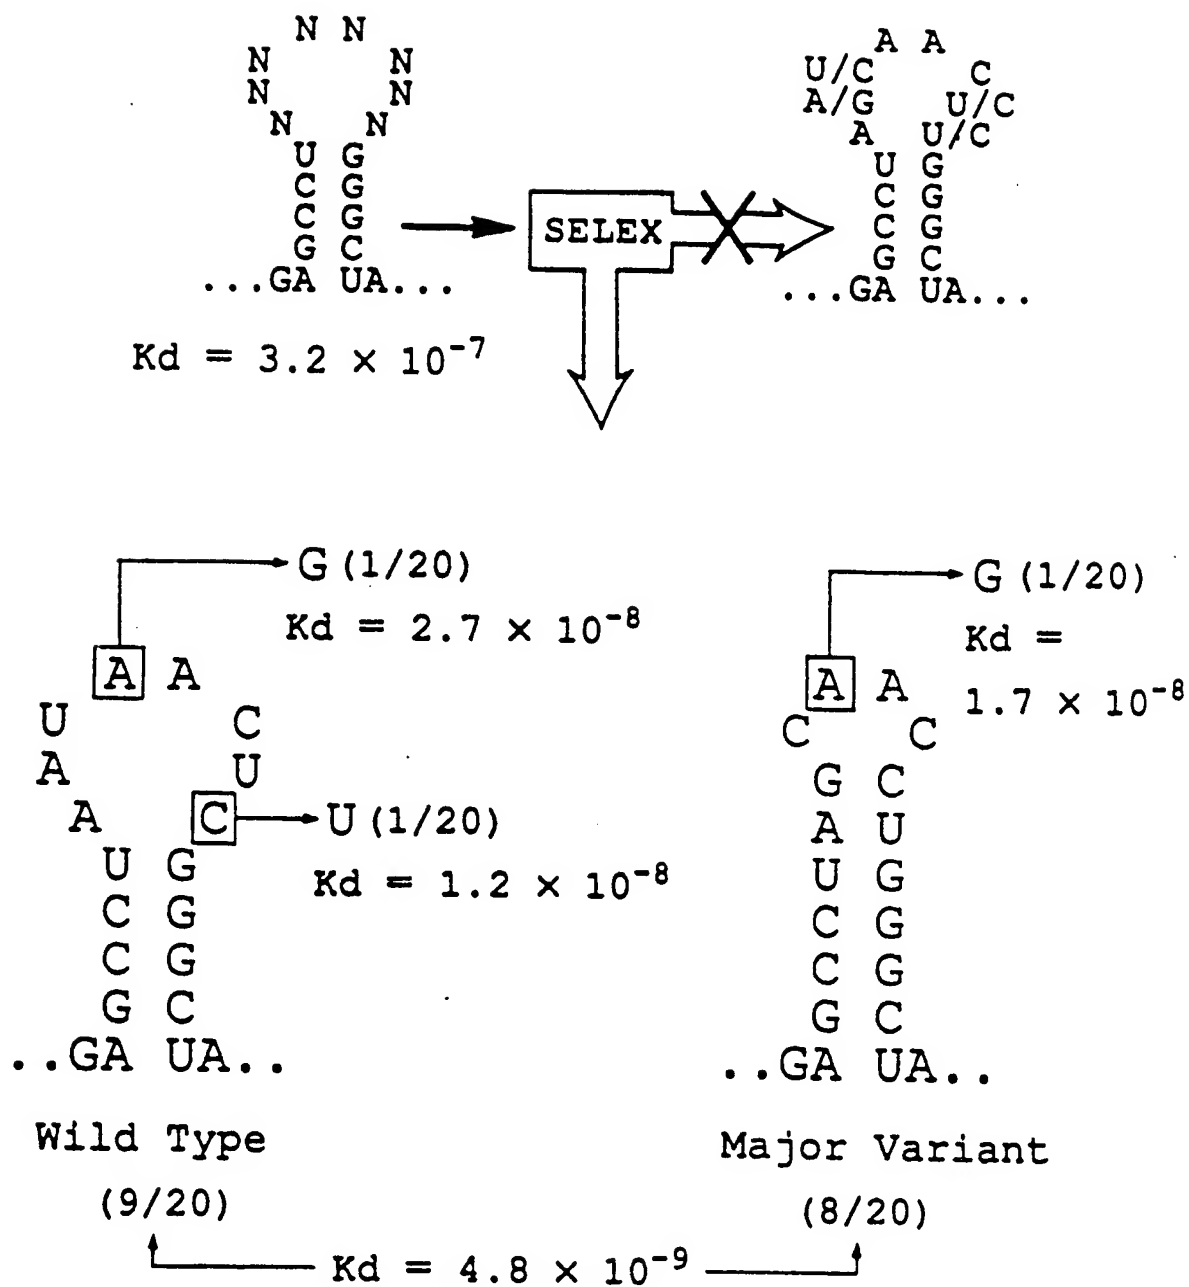 N N
N N
N N
N N
U G
C G
C G
G C
...GA UA...
Kd = 3.2 × 10⁻⁷
SELEX
A A
U/C C
A/G U/C
A U/C
U G
C G
C G
G C
...GA UA...
G (1/20)
Kd = 2.7 × 10⁻⁸
A A
U C
A U
A C
U (1/20)
Kd = 1.2 × 10⁻⁸
U G
C G
C G
G C
..GA UA..
Wild Type
(9/20)
G (1/20)
Kd =
1.7 × 10⁻⁸
A A
C C
G C
A U
U G
C G
C G
G C
..GA UA..
Major Variant
(8/20)
Kd = 4.8 × 10⁻⁹